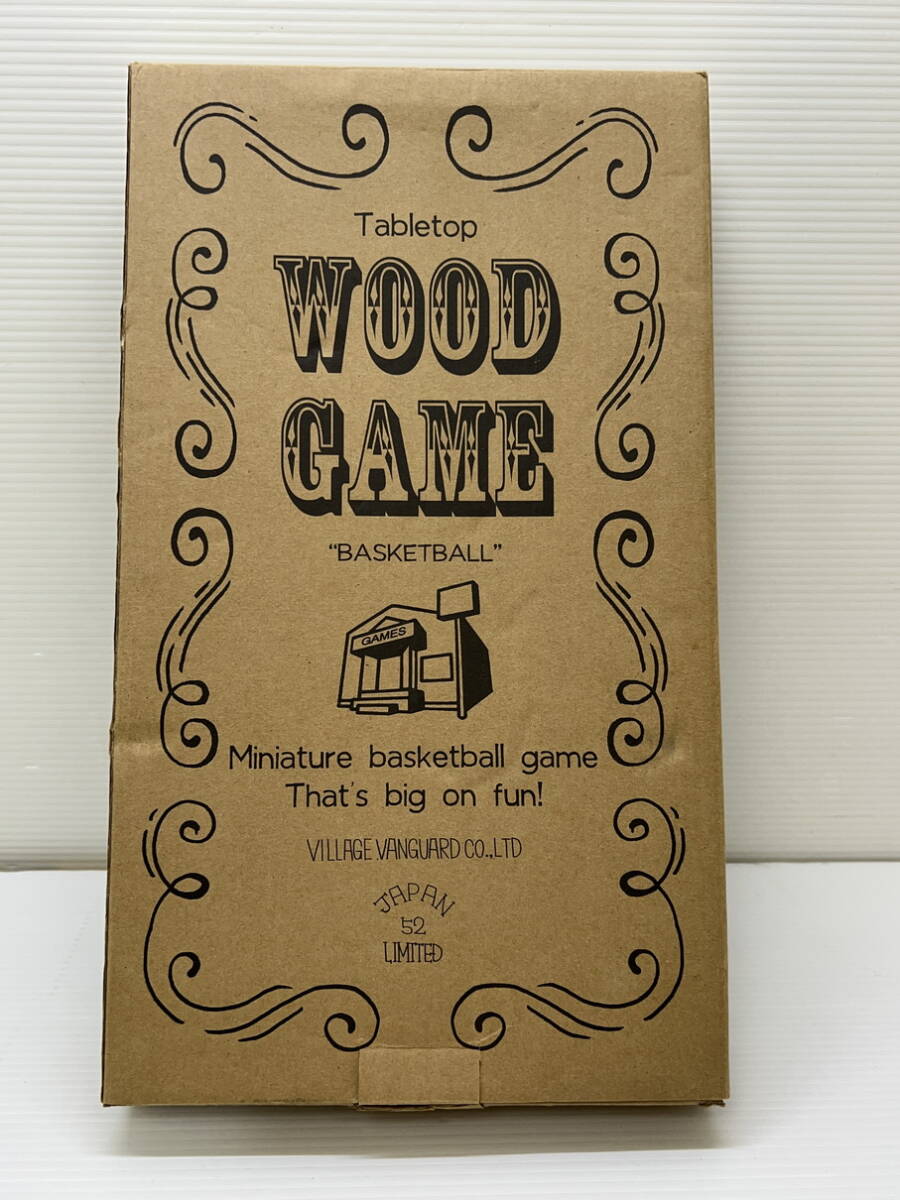 Tabletop
WOOD
GAME
“BASKETBALL”
GAMES
Miniature basketball game
That's big on fun!
VILLAGE VANGUARD CO.,LTD
JAPAN
52
LIMITED